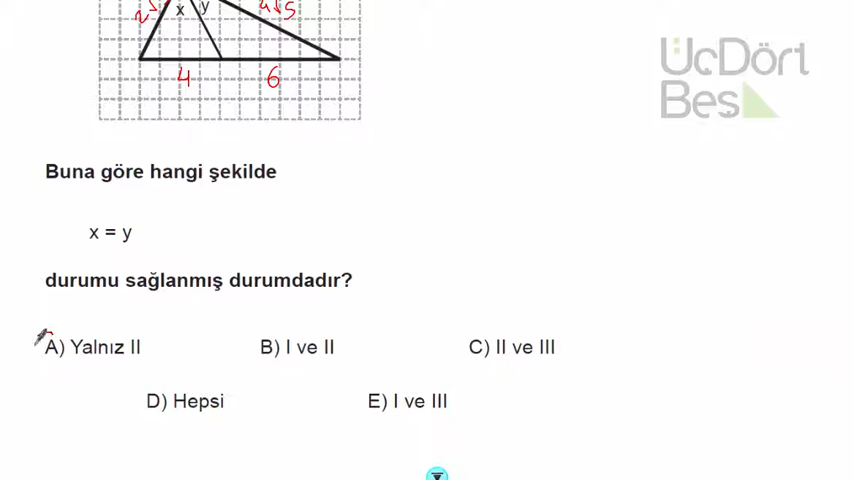 2√5 x y 4√5
4 6
ÜçDört
Beş
Buna göre hangi şekilde
x = y
durumu sağlanmış durumdadır?
A) Yalnız II B) I ve II C) II ve III
D) Hepsi E) I ve III